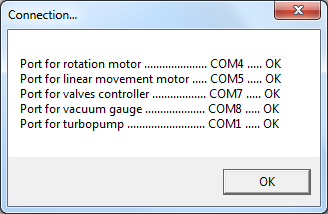 Connection...
Port for rotation motor ..................... COM4 ..... OK
Port for linear movement motor ..... COM5 ..... OK
Port for valves controller .................. COM7 ..... OK
Port for vacuum gauge ................... COM8 ..... OK
Port for turbopump .......................... COM1 ..... OK
OK